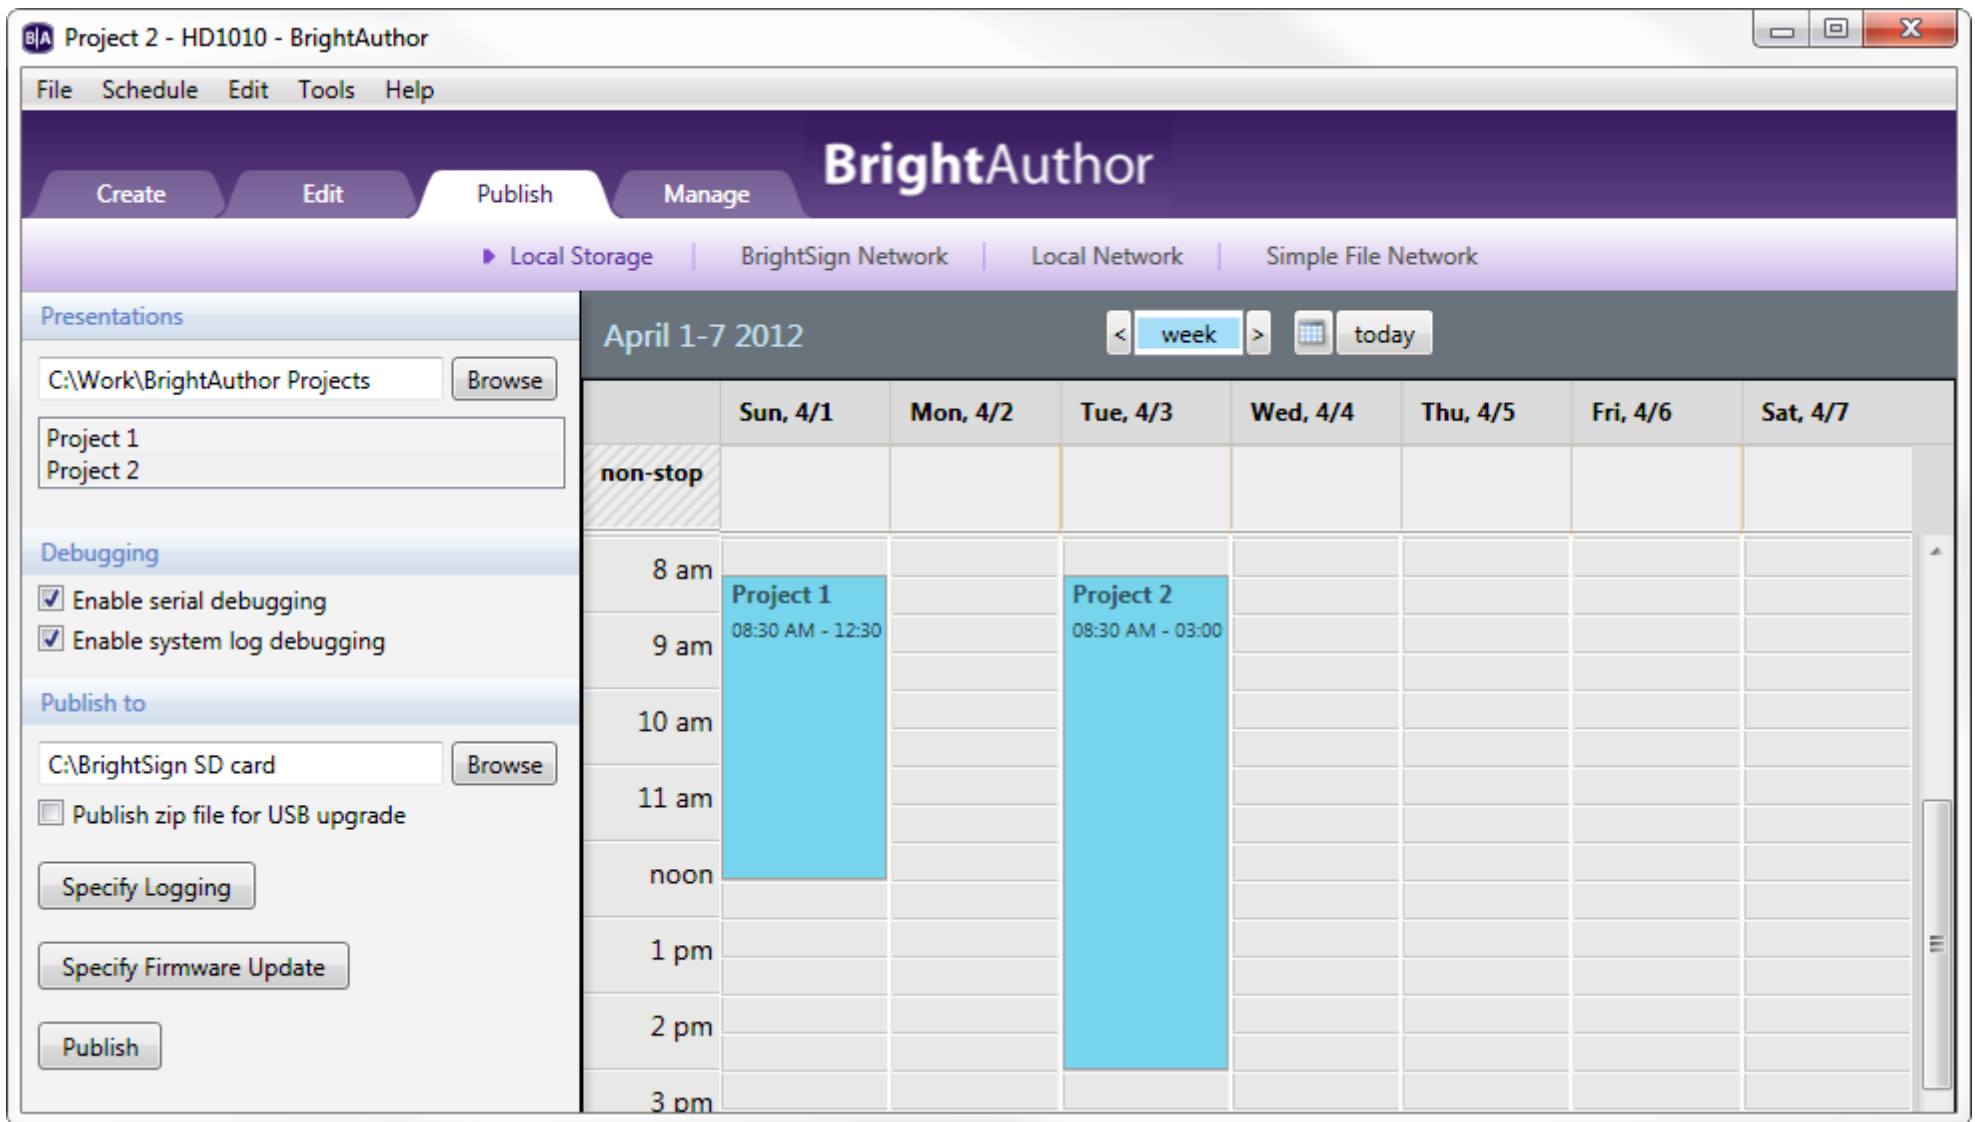 B|A Project 2 - HD1010 - BrightAuthor
X
File Schedule Edit Tools Help
BrightAuthor
Create Edit Publish Manage
Local Storage BrightSign Network Local Network Simple File Network
Presentations
C:\Work\BrightAuthor Projects Browse
Project 1
Project 2
Debugging
Enable serial debugging
Enable system log debugging
Publish to
C:\BrightSign SD card Browse
Publish zip file for USB upgrade
Specify Logging
Specify Firmware Update
Publish
April 1-7 2012 < week > today
Sun, 4/1 Mon, 4/2 Tue, 4/3 Wed, 4/4 Thu, 4/5 Fri, 4/6 Sat, 4/7
non-stop
8 am
Project 1 Project 2
08:30 AM - 12:30 08:30 AM - 03:00
9 am
10 am
11 am
noon
1 pm
2 pm
3 pm